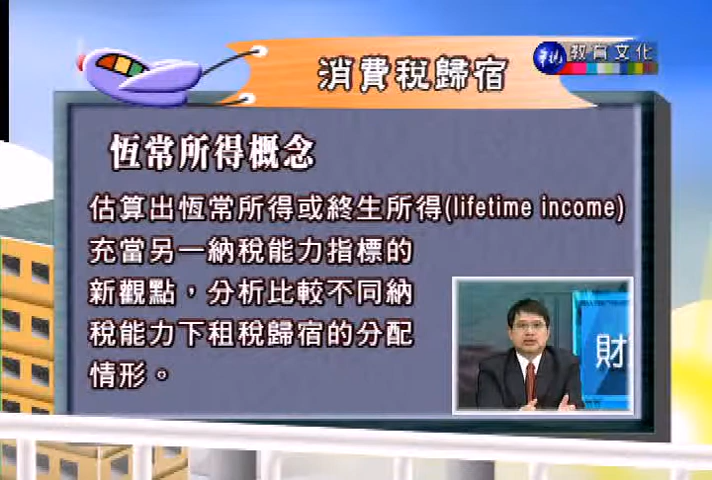 消費稅歸宿
華視 教育文化
恆常所得概念
估算出恆常所得或終生所得(lifetime income)
充當另一納稅能力指標的
新觀點，分析比較不同納
稅能力下租稅歸宿的分配
情形。
財